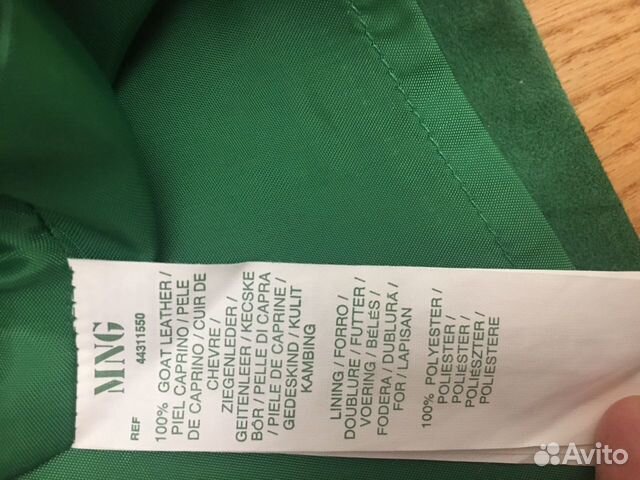 MNG
REF 44311550
100% GOAT LEATHER /
PIEL CAPRINO / PELE
DE CAPRINO / CUIR DE
CHEVRE /
ZIEGENLEDER /
GEITENLEER / KECSKE
BŐR / PELLE DI CAPRA
/ PIELE DE CAPRINE /
GEDESKIND / KULIT
KAMBING
LINING / FORRO /
DOUBLURE / FUTTER /
VOERING / BÉLÉS /
FODERA / DUBLURĂ /
FOR / LAPISAN
100% POLYESTER /
POLIESTER /
POLIÉSTER /
POLIÉSZTER /
POLIESTERE
Avito